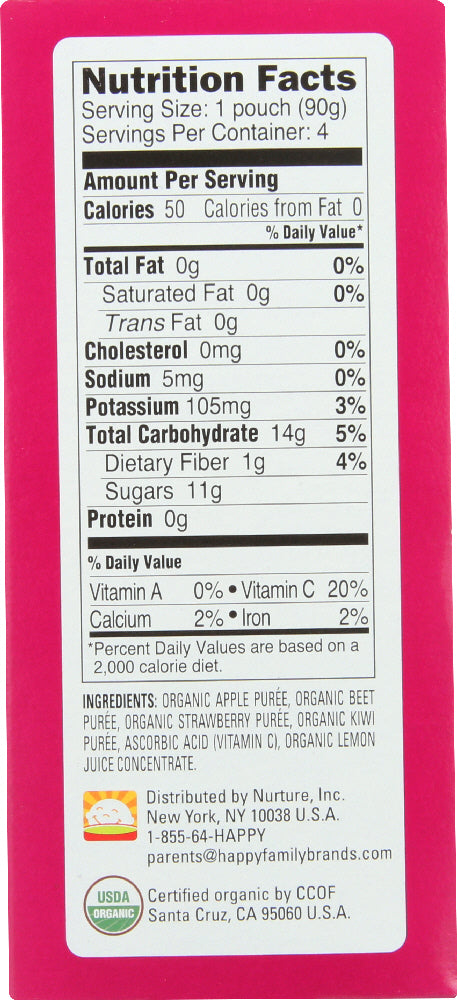 Nutrition Facts
Serving Size: 1 pouch (90g)
Servings Per Container: 4
Amount Per Serving
Calories 50 Calories from Fat 0
% Daily Value*
Total Fat 0g 0%
Saturated Fat 0g 0%
Trans Fat 0g
Cholesterol 0mg 0%
Sodium 5mg 0%
Potassium 105mg 3%
Total Carbohydrate 14g 5%
Dietary Fiber 1g 4%
Sugars 11g
Protein 0g
% Daily Value
Vitamin A 0% • Vitamin C 20%
Calcium 2% • Iron 2%
*Percent Daily Values are based on a
2,000 calorie diet.
INGREDIENTS: ORGANIC APPLE PURÉE, ORGANIC BEET
PURÉE, ORGANIC STRAWBERRY PURÉE, ORGANIC KIWI
PURÉE, ASCORBIC ACID (VITAMIN C), ORGANIC LEMON
JUICE CONCENTRATE.
Distributed by Nurture, Inc.
New York, NY 10038 U.S.A.
1-855-64-HAPPY
parents@happyfamilybrands.com
USDA
ORGANIC
Certified organic by CCOF
Santa Cruz, CA 95060 U.S.A.